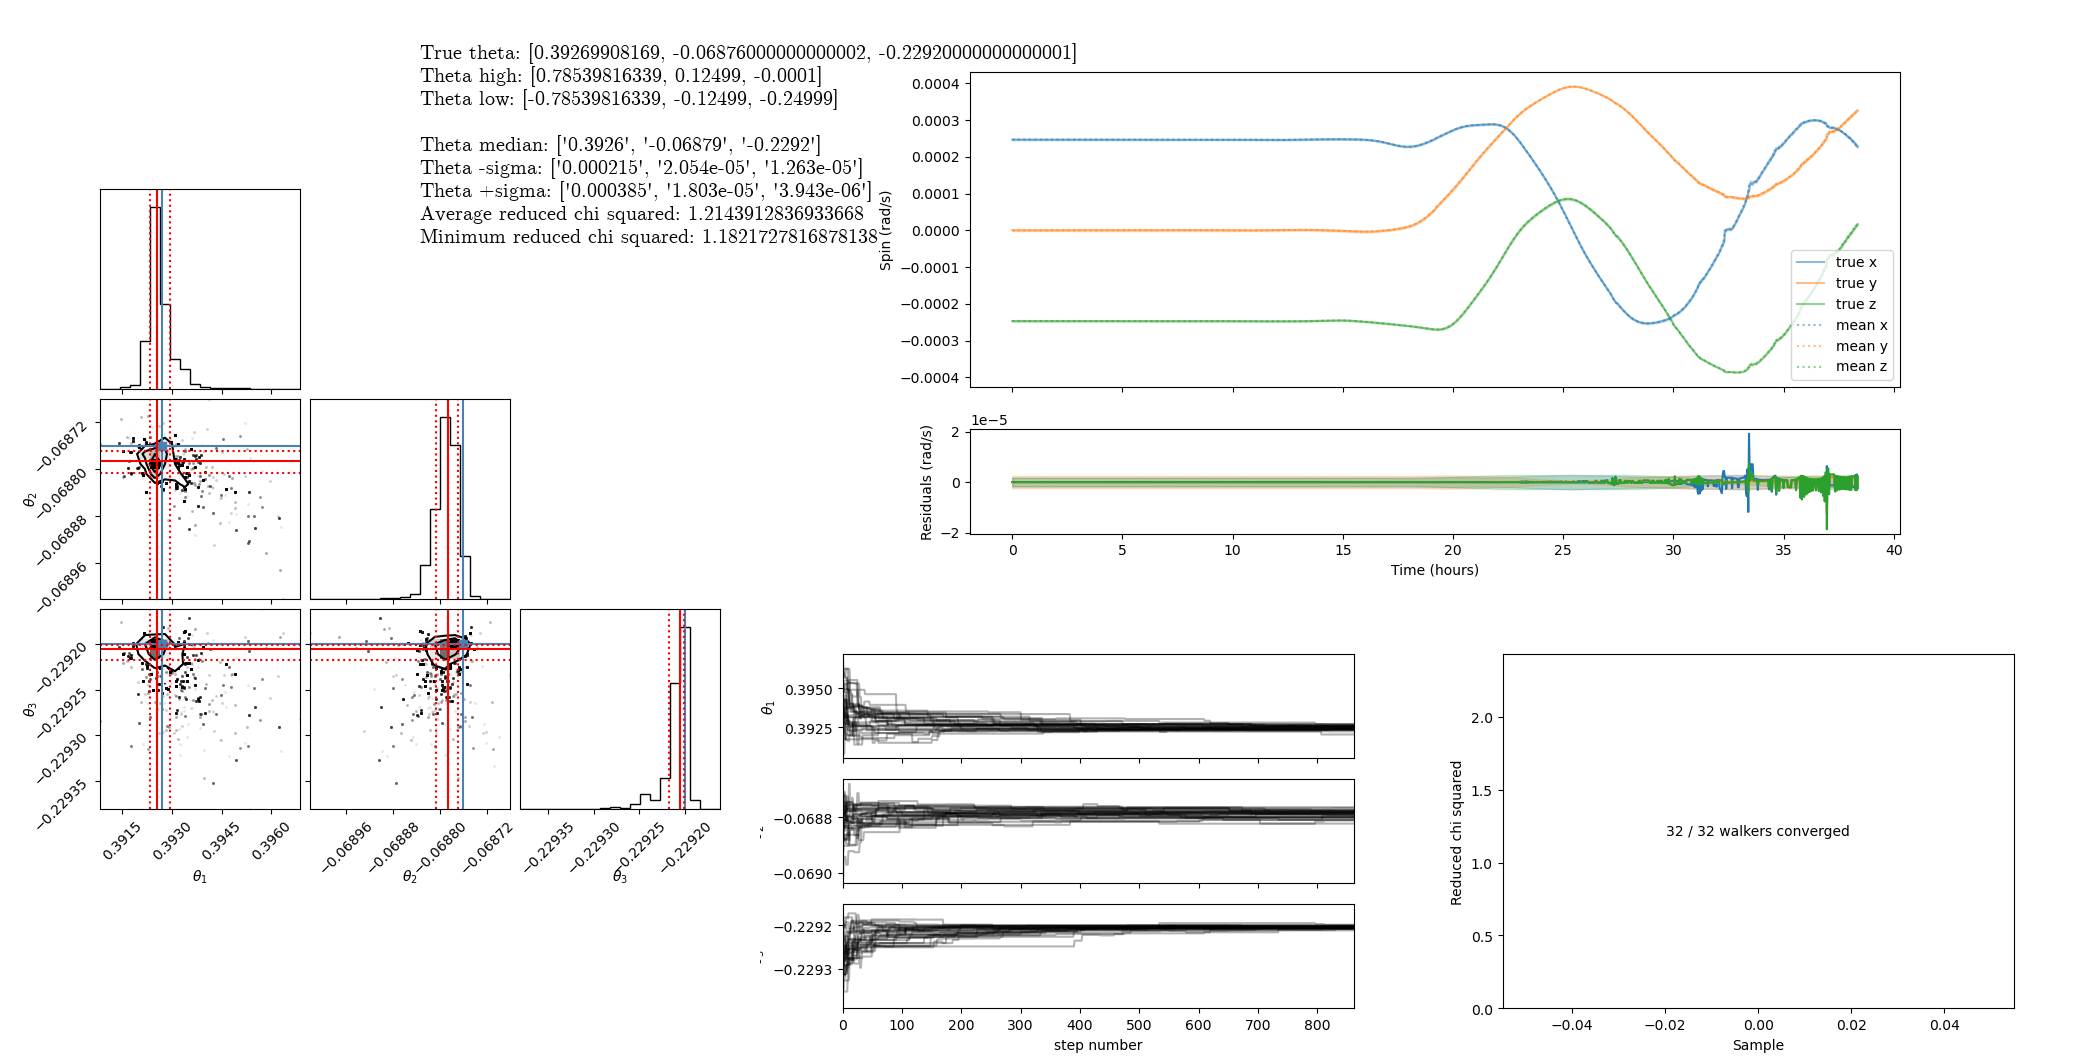 True theta: [0.39269908169, -0.06876000000000002, -0.22920000000000001]
Theta high: [0.78539816339, 0.12499, -0.0001]
Theta low: [-0.78539816339, -0.12499, -0.24999]
Theta median: ['0.3926', '-0.06879', '-0.2292']
Theta -sigma: ['0.000215', '2.054e-05', '1.263e-05']
Theta +sigma: ['0.000385', '1.803e-05', '3.943e-06']
Average reduced chi squared: 1.2143912836933668
Minimum reduced chi squared: 1.1821727816878138
0.0004
0.0003
0.0002
0.0001
0.0000
−0.0001
−0.0002
−0.0003
−0.0004
Spin (rad/s)
true x
true y
true z
mean x
mean y
mean z
1e−5
2
0
−2
Residuals (rad/s)
0 5 10 15 20 25 30 35 40
Time (hours)
−0.06872
−0.06880
−0.06888
−0.06896
θ2
−0.22920
−0.22925
−0.22930
−0.22935
θ3
0.3915 0.3930 0.3945 0.3960
θ1
−0.06896 −0.06888 −0.06880 −0.06872
θ2
−0.22935 −0.22930 −0.22925 −0.22920
θ3
0.3950
0.3925
θ1
−0.0688
−0.0690
−0.2292
−0.2293
0 100 200 300 400 500 600 700 800
step number
2.0
1.5
1.0
0.5
0.0
Reduced chi squared
32 / 32 walkers converged
−0.04 −0.02 0.00 0.02 0.04
Sample